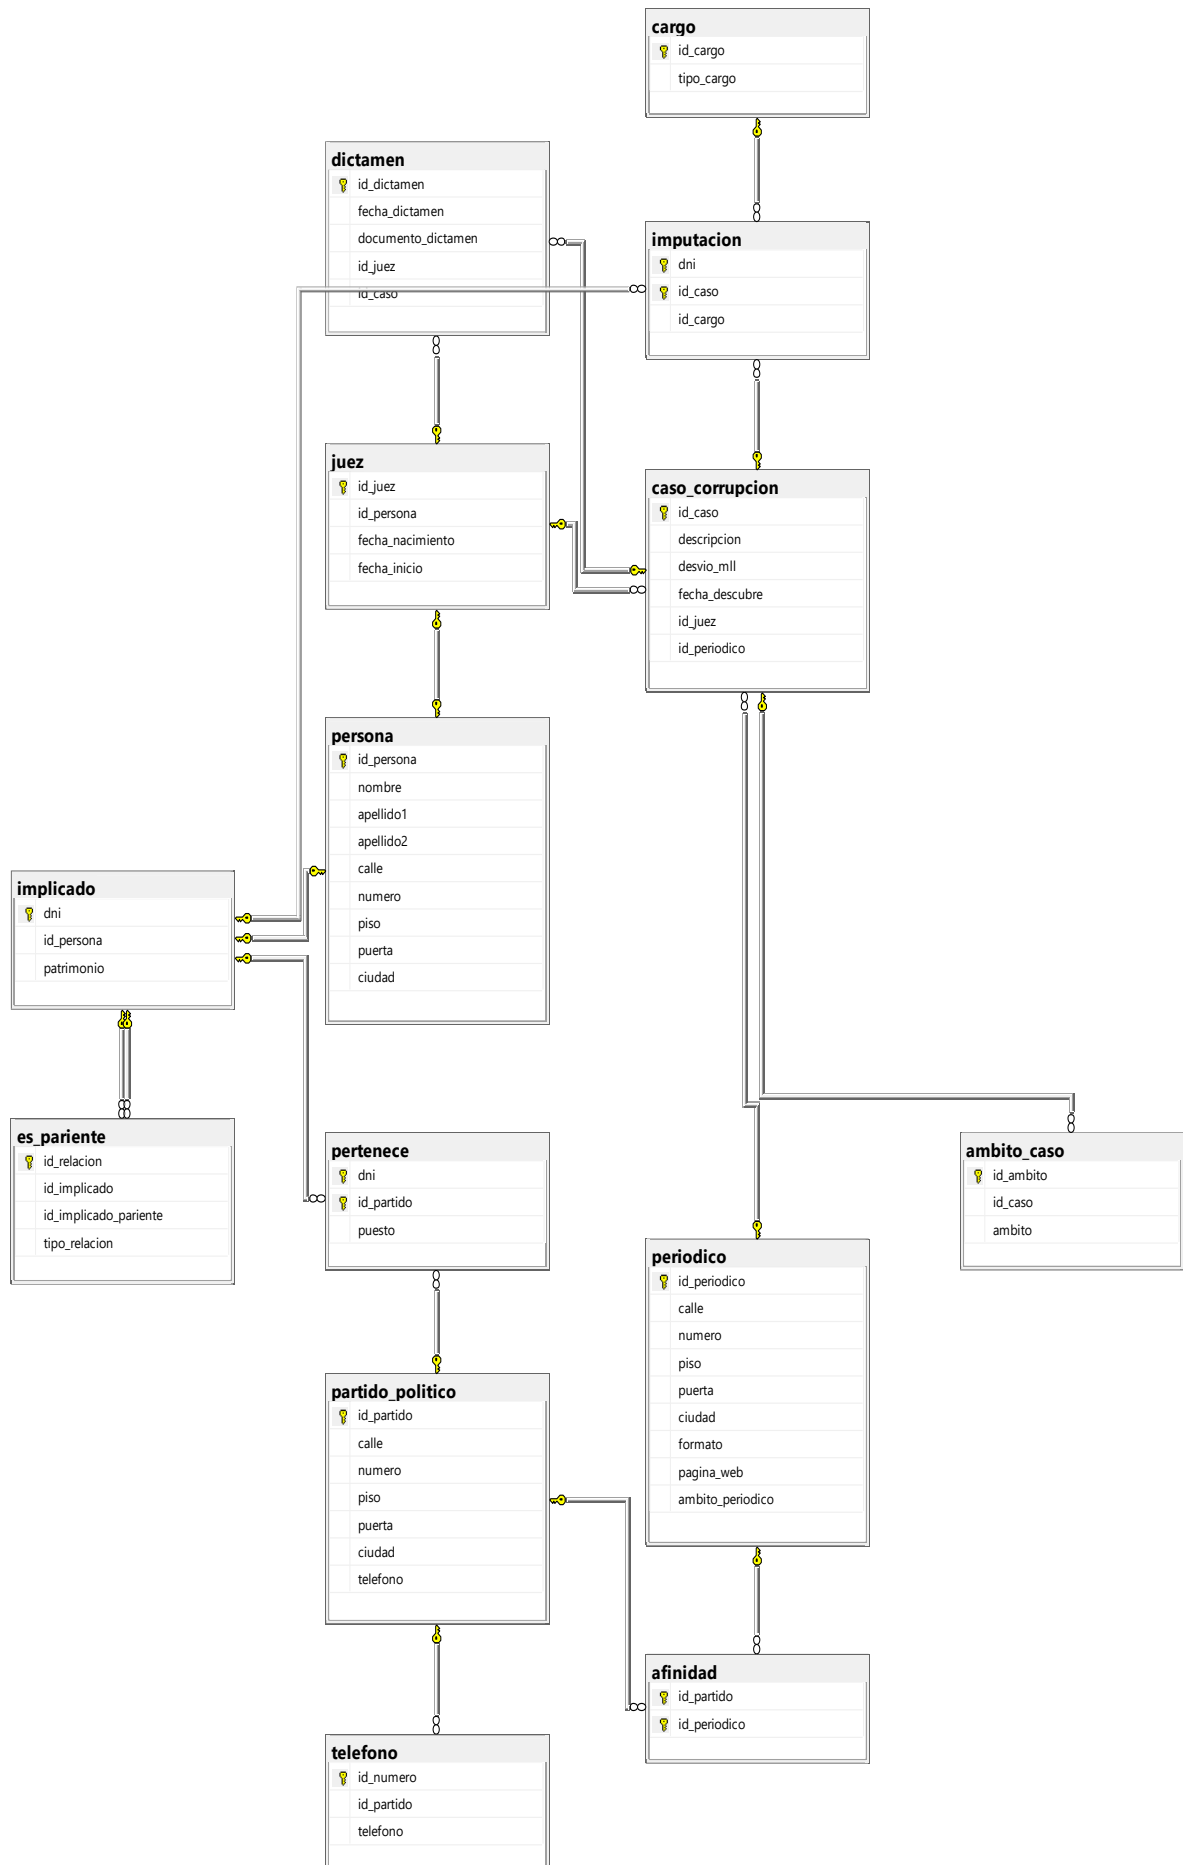 cargo
id_cargo
tipo_cargo
dictamen
id_dictamen
fecha_dictamen
documento_dictamen
id_juez
id_caso
imputacion
dni
id_caso
id_cargo
juez
id_juez
id_persona
fecha_nacimiento
fecha_inicio
caso_corrupcion
id_caso
descripcion
desvio_mll
fecha_descubre
id_juez
id_periodico
persona
id_persona
nombre
apellido1
apellido2
calle
numero
piso
puerta
ciudad
implicado
dni
id_persona
patrimonio
es_pariente
id_relacion
id_implicado
id_implicado_pariente
tipo_relacion
pertenece
dni
id_partido
puesto
ambito_caso
id_ambito
id_caso
ambito
periodico
id_periodico
calle
numero
piso
puerta
ciudad
formato
pagina_web
ambito_periodico
partido_politico
id_partido
calle
numero
piso
puerta
ciudad
telefono
afinidad
id_partido
id_periodico
telefono
id_numero
id_partido
telefono